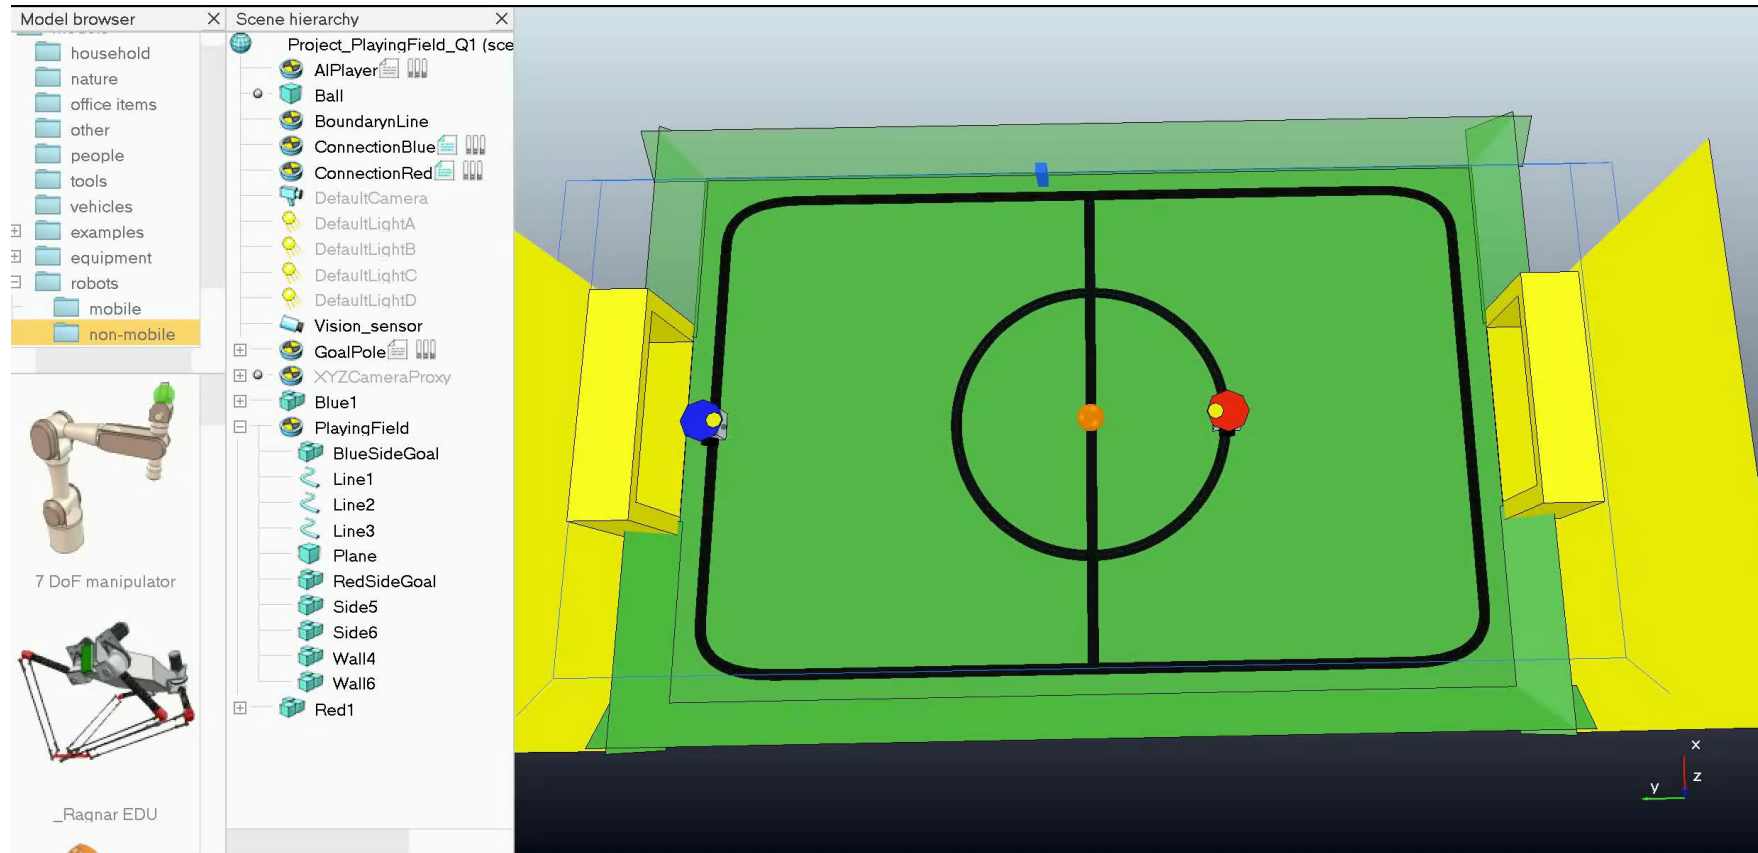 Model browser
household
nature
office items
other
people
tools
vehicles
examples
equipment
robots
mobile
non-mobile
7 DoF manipulator
_Ragnar EDU
Scene hierarchy
Project_PlayingField_Q1 (sce
AIPlayer
Ball
BoundarynLine
ConnectionBlue
ConnectionRed
DefaultCamera
DefaultLightA
DefaultLightB
DefaultLightC
DefaultLightD
Vision_sensor
GoalPole
XYZCameraProxy
Blue1
PlayingField
BlueSideGoal
Line1
Line2
Line3
Plane
RedSideGoal
Side5
Side6
Wall4
Wall6
Red1
x
z
y